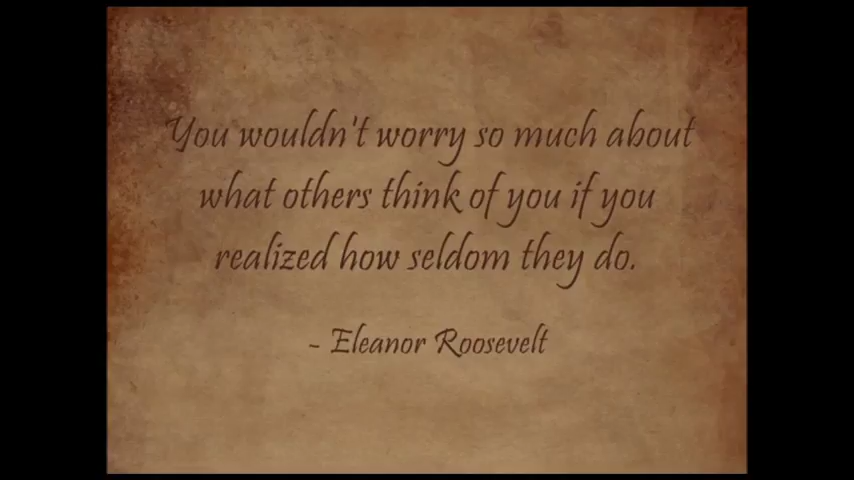 You wouldn't worry so much about
what others think of you if you
realized how seldom they do.
- Eleanor Roosevelt